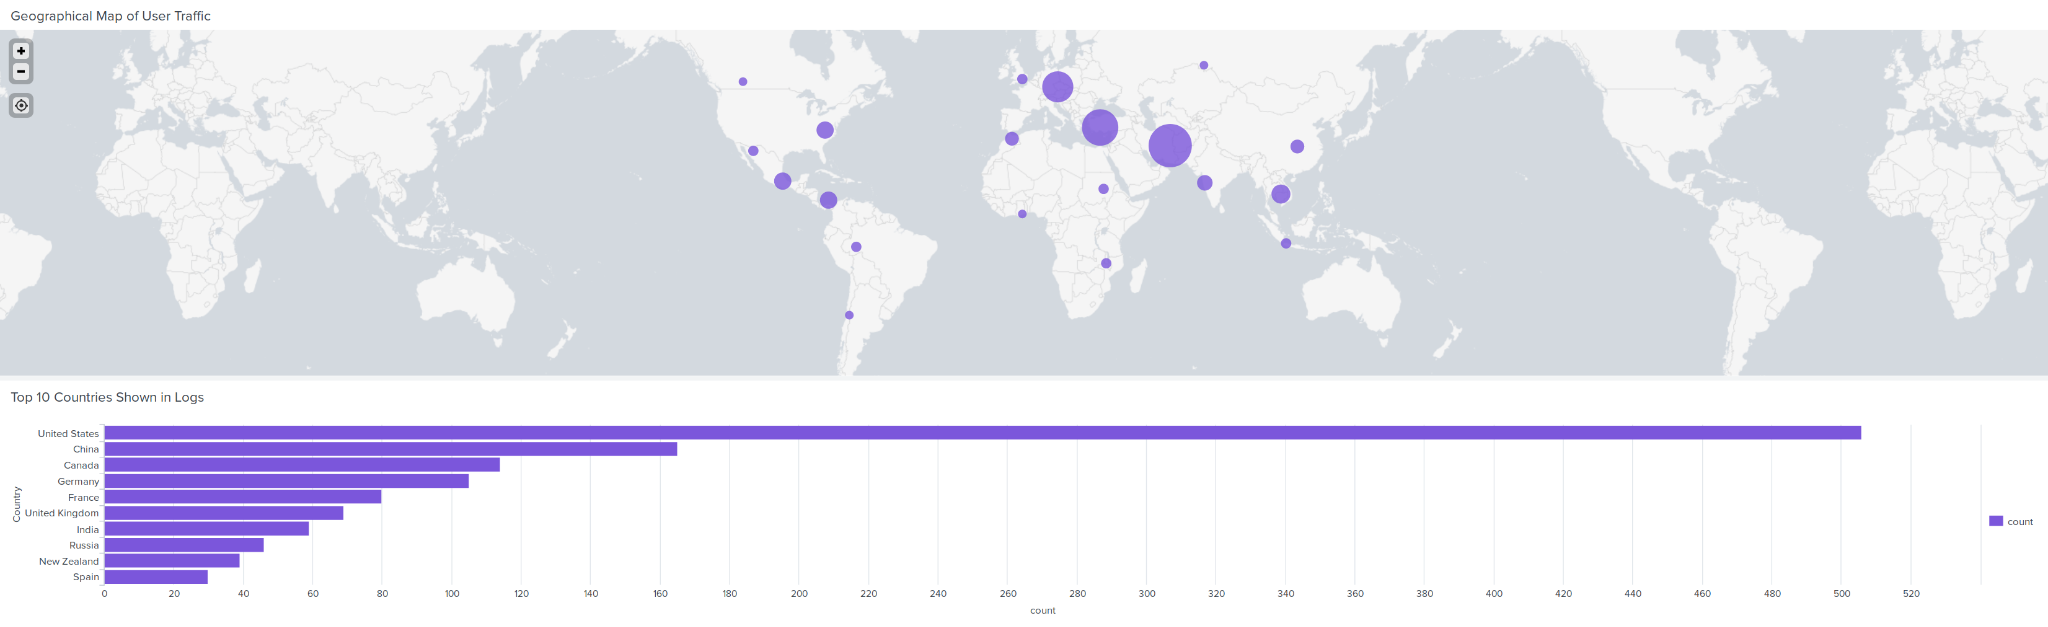 Geographical Map of User Traffic
+
−
Top 10 Countries Shown in Logs
Country
United States
China
Canada
Germany
France
United Kingdom
India
Russia
New Zealand
Spain
0 20 40 60 80 100 120 140 160 180 200 220 240 260 280 300 320 340 360 380 400 420 440 460 480 500 520
count
count